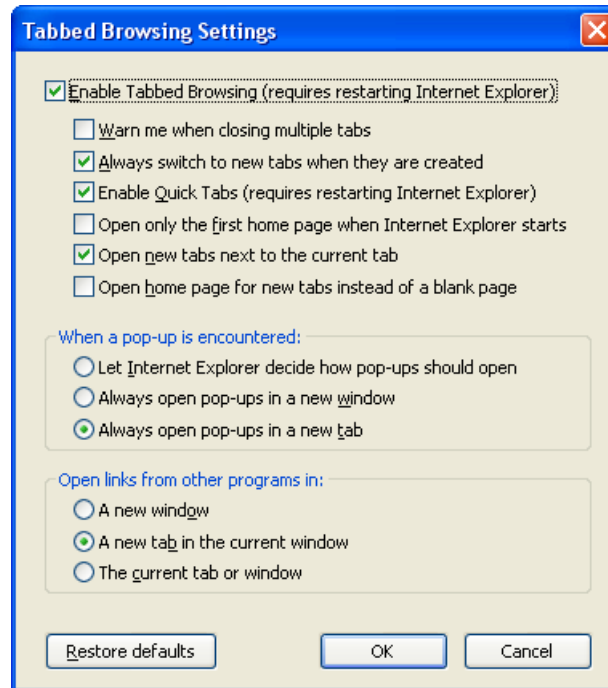 Tabbed Browsing Settings
Enable Tabbed Browsing (requires restarting Internet Explorer)
Warn me when closing multiple tabs
Always switch to new tabs when they are created
Enable Quick Tabs (requires restarting Internet Explorer)
Open only the first home page when Internet Explorer starts
Open new tabs next to the current tab
Open home page for new tabs instead of a blank page
When a pop-up is encountered:
Let Internet Explorer decide how pop-ups should open
Always open pop-ups in a new window
Always open pop-ups in a new tab
Open links from other programs in:
A new window
A new tab in the current window
The current tab or window
Restore defaults OK Cancel